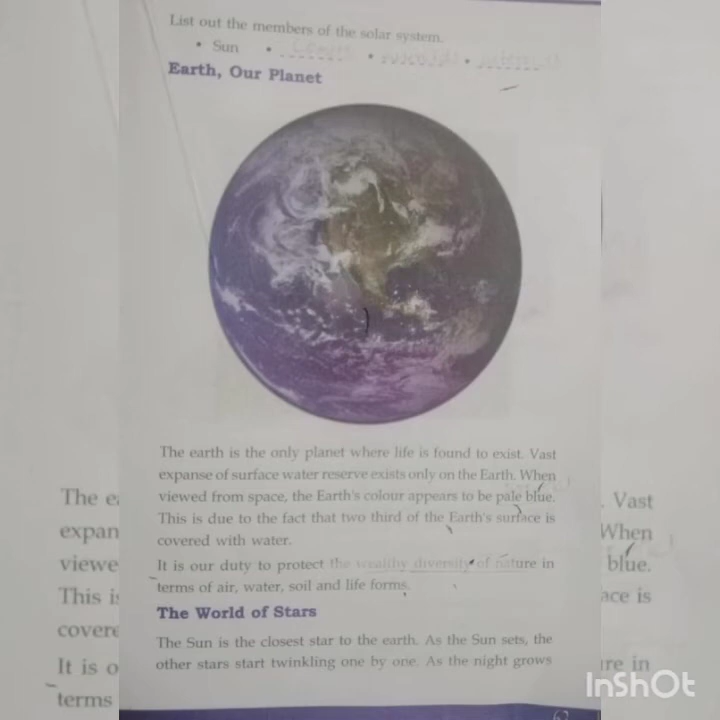 List out the members of the solar system.
• Sun • •
Earth, Our Planet
The earth is the only planet where life is found to exist. Vast
expanse of surface water reserve exists only on the Earth. When
viewed from space, the Earth's colour appears to be pale blue.
This is due to the fact that two third of the Earth's surface is
covered with water.
It is our duty to protect the wealthy diversity of nature in
terms of air, water, soil and life forms.
The World of Stars
The Sun is the closest star to the earth. As the Sun sets, the
other stars start twinkling one by one. As the night grows
InShOt